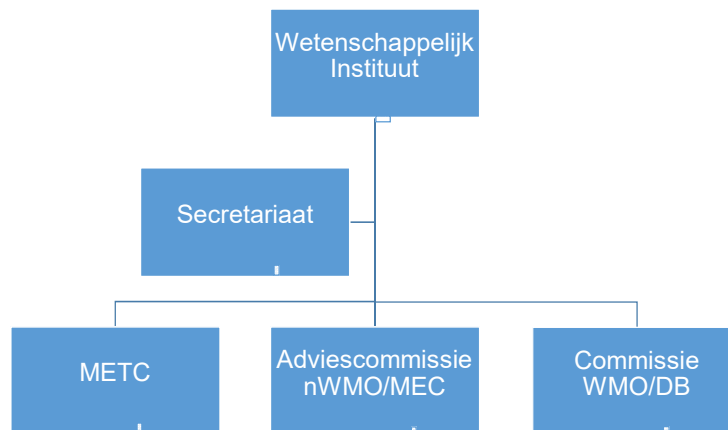 Wetenschappelijk
Instituut
Secretariaat
METC
Adviescommissie
nWMO/MEC
Commissie
WMO/DB